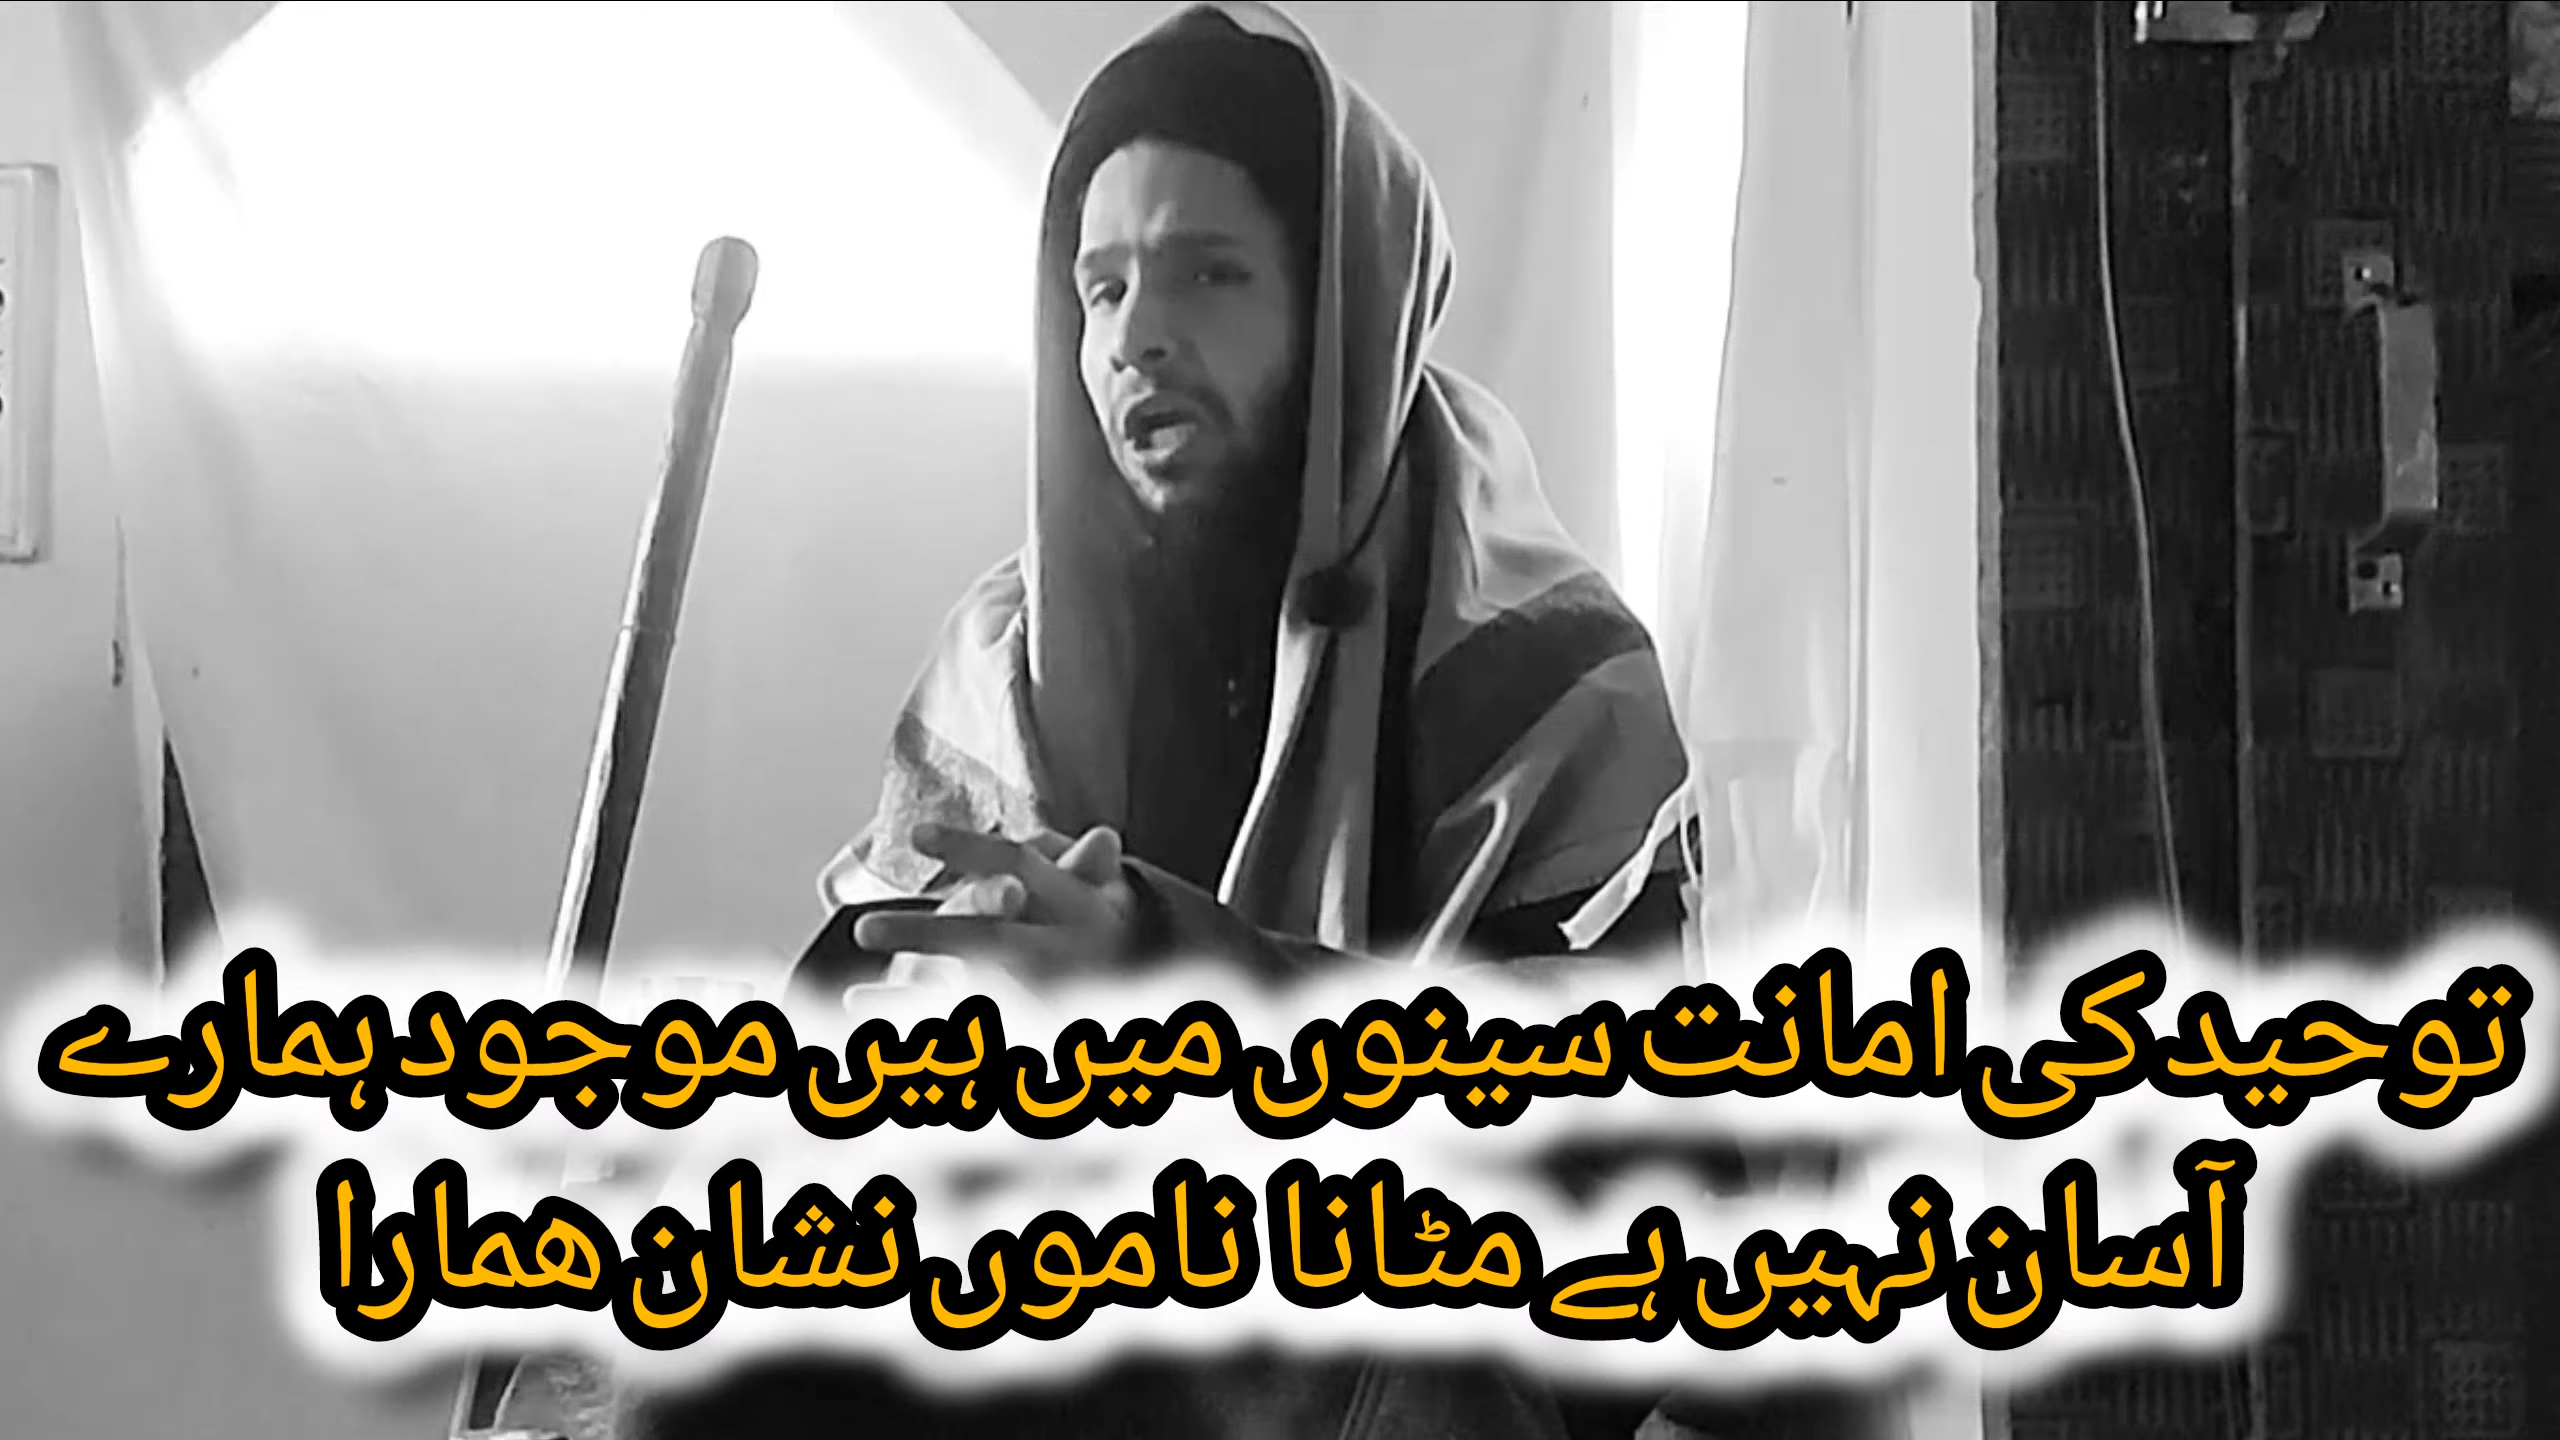 توحید کی امانت سینوں میں ہیں موجود ہمارے
آسان نہیں ہے مٹانا ناموں نشان ھمارا